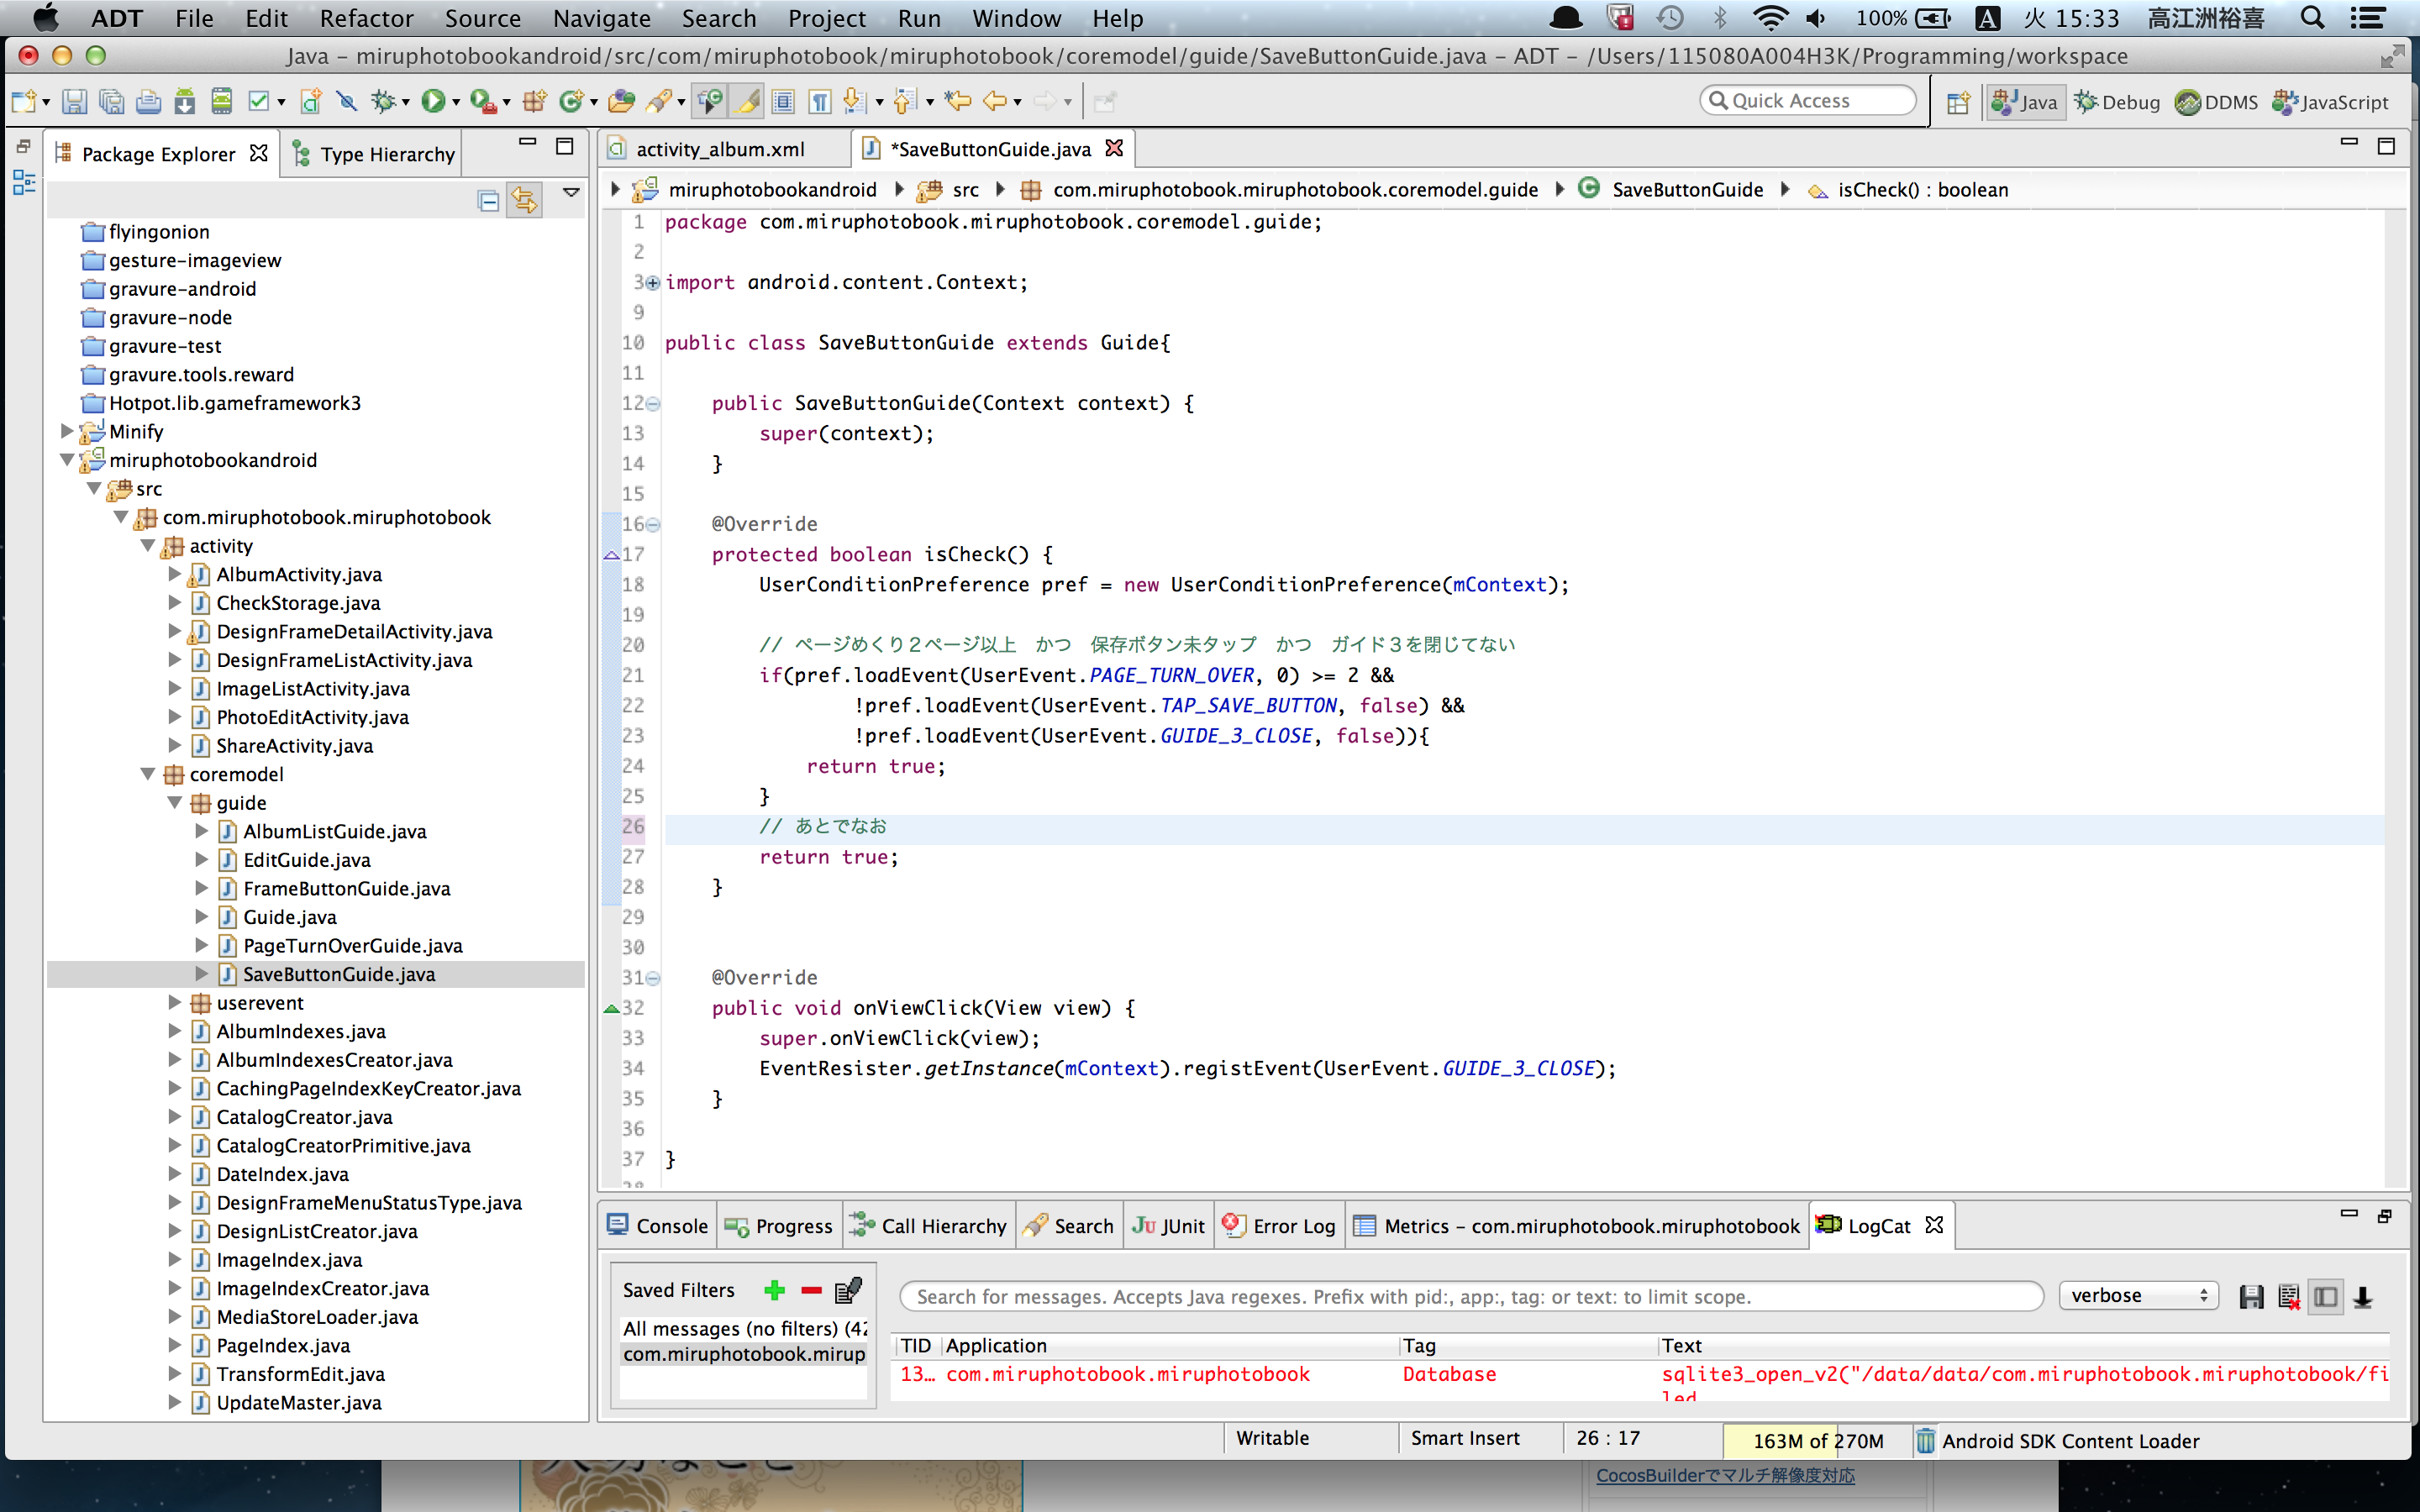 ADT File Edit Refactor Source Navigate Search Project Run Window Help 100% A 火 15:33 高江洲裕喜
Java – miruphotobookandroid/src/com/miruphotobook/miruphotobook/coremodel/guide/SaveButtonGuide.java – ADT – /Users/115080A004H3K/Programming/workspace
Quick Access Java Debug DDMS JavaScript
Package Explorer Type Hierarchy
flyingonion
gesture-imageview
gravure-android
gravure-node
gravure-test
gravure.tools.reward
Hotpot.lib.gameframework3
Minify
miruphotobookandroid
src
com.miruphotobook.miruphotobook
activity
AlbumActivity.java
CheckStorage.java
DesignFrameDetailActivity.java
DesignFrameListActivity.java
ImageListActivity.java
PhotoEditActivity.java
ShareActivity.java
coremodel
guide
AlbumListGuide.java
EditGuide.java
FrameButtonGuide.java
Guide.java
PageTurnOverGuide.java
SaveButtonGuide.java
userevent
AlbumIndexes.java
AlbumIndexesCreator.java
CachingPageIndexKeyCreator.java
CatalogCreator.java
CatalogCreatorPrimitive.java
DateIndex.java
DesignFrameMenuStatusType.java
DesignListCreator.java
ImageIndex.java
ImageIndexCreator.java
MediaStoreLoader.java
PageIndex.java
TransformEdit.java
UpdateMaster.java
activity_album.xml *SaveButtonGuide.java
miruphotobookandroid src com.miruphotobook.miruphotobook.coremodel.guide SaveButtonGuide isCheck() : boolean
1 package com.miruphotobook.miruphotobook.coremodel.guide;
2
3 import android.content.Context;
9
10 public class SaveButtonGuide extends Guide{
11
12 public SaveButtonGuide(Context context) {
13 super(context);
14 }
15
16 @Override
17 protected boolean isCheck() {
18 UserConditionPreference pref = new UserConditionPreference(mContext);
19
20 // ページめくり２ページ以上　かつ　保存ボタン未タップ　かつ　ガイド３を閉じてない
21 if(pref.loadEvent(UserEvent.PAGE_TURN_OVER, 0) >= 2 &&
22 !pref.loadEvent(UserEvent.TAP_SAVE_BUTTON, false) &&
23 !pref.loadEvent(UserEvent.GUIDE_3_CLOSE, false)){
24 return true;
25 }
26 // あとでなお
27 return true;
28 }
29
30
31 @Override
32 public void onViewClick(View view) {
33 super.onViewClick(view);
34 EventResister.getInstance(mContext).registEvent(UserEvent.GUIDE_3_CLOSE);
35 }
36
37 }
Console Progress Call Hierarchy Search JUnit Error Log Metrics – com.miruphotobook.miruphotobook LogCat
Saved Filters
All messages (no filters) (42
com.miruphotobook.mirup
Search for messages. Accepts Java regexes. Prefix with pid:, app:, tag: or text: to limit scope. verbose
TID Application Tag Text
13... com.miruphotobook.miruphotobook Database sqlite3_open_v2("/data/data/com.miruphotobook.miruphotobook/fi
led
Writable Smart Insert 26 : 17 163M of 270M Android SDK Content Loader
CocosBuilderでマルチ解像度対応